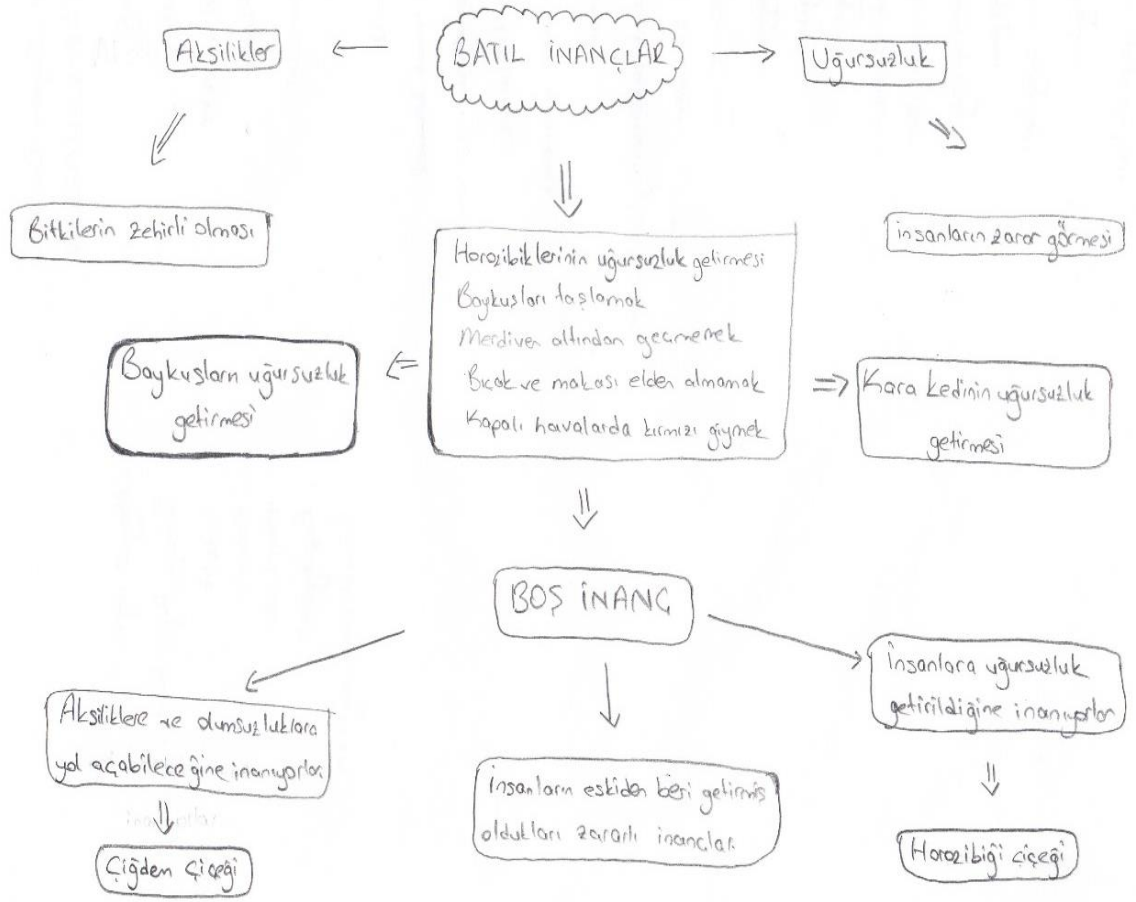 BATIL İNANÇLAR
Aksilikler
Uğursuzluk
Bitkilerin zehirli olması
insanların zarar görmesi
Horozibiklerinin uğursuzluk getirmesi
Baykuşları taşlamak
Merdiven altından geçmemek
Bıçak ve makası elden almamak
Kapalı havalarda kırmızı giymek
Baykuşların uğursuzluk
getirmesi
Kara kedinin uğursuzluk
getirmesi
BOŞ İNANÇ
Aksiliklere ve olumsuzluklara
yol açabileceğine inanıyorlar.
Çiğdem Çiçeği
İnsanların eskiden beri getirmiş
oldukları zararlı inançlar.
İnsanlara uğursuzluk
getirildiğine inanıyorlar
Horozibiği çiçeği